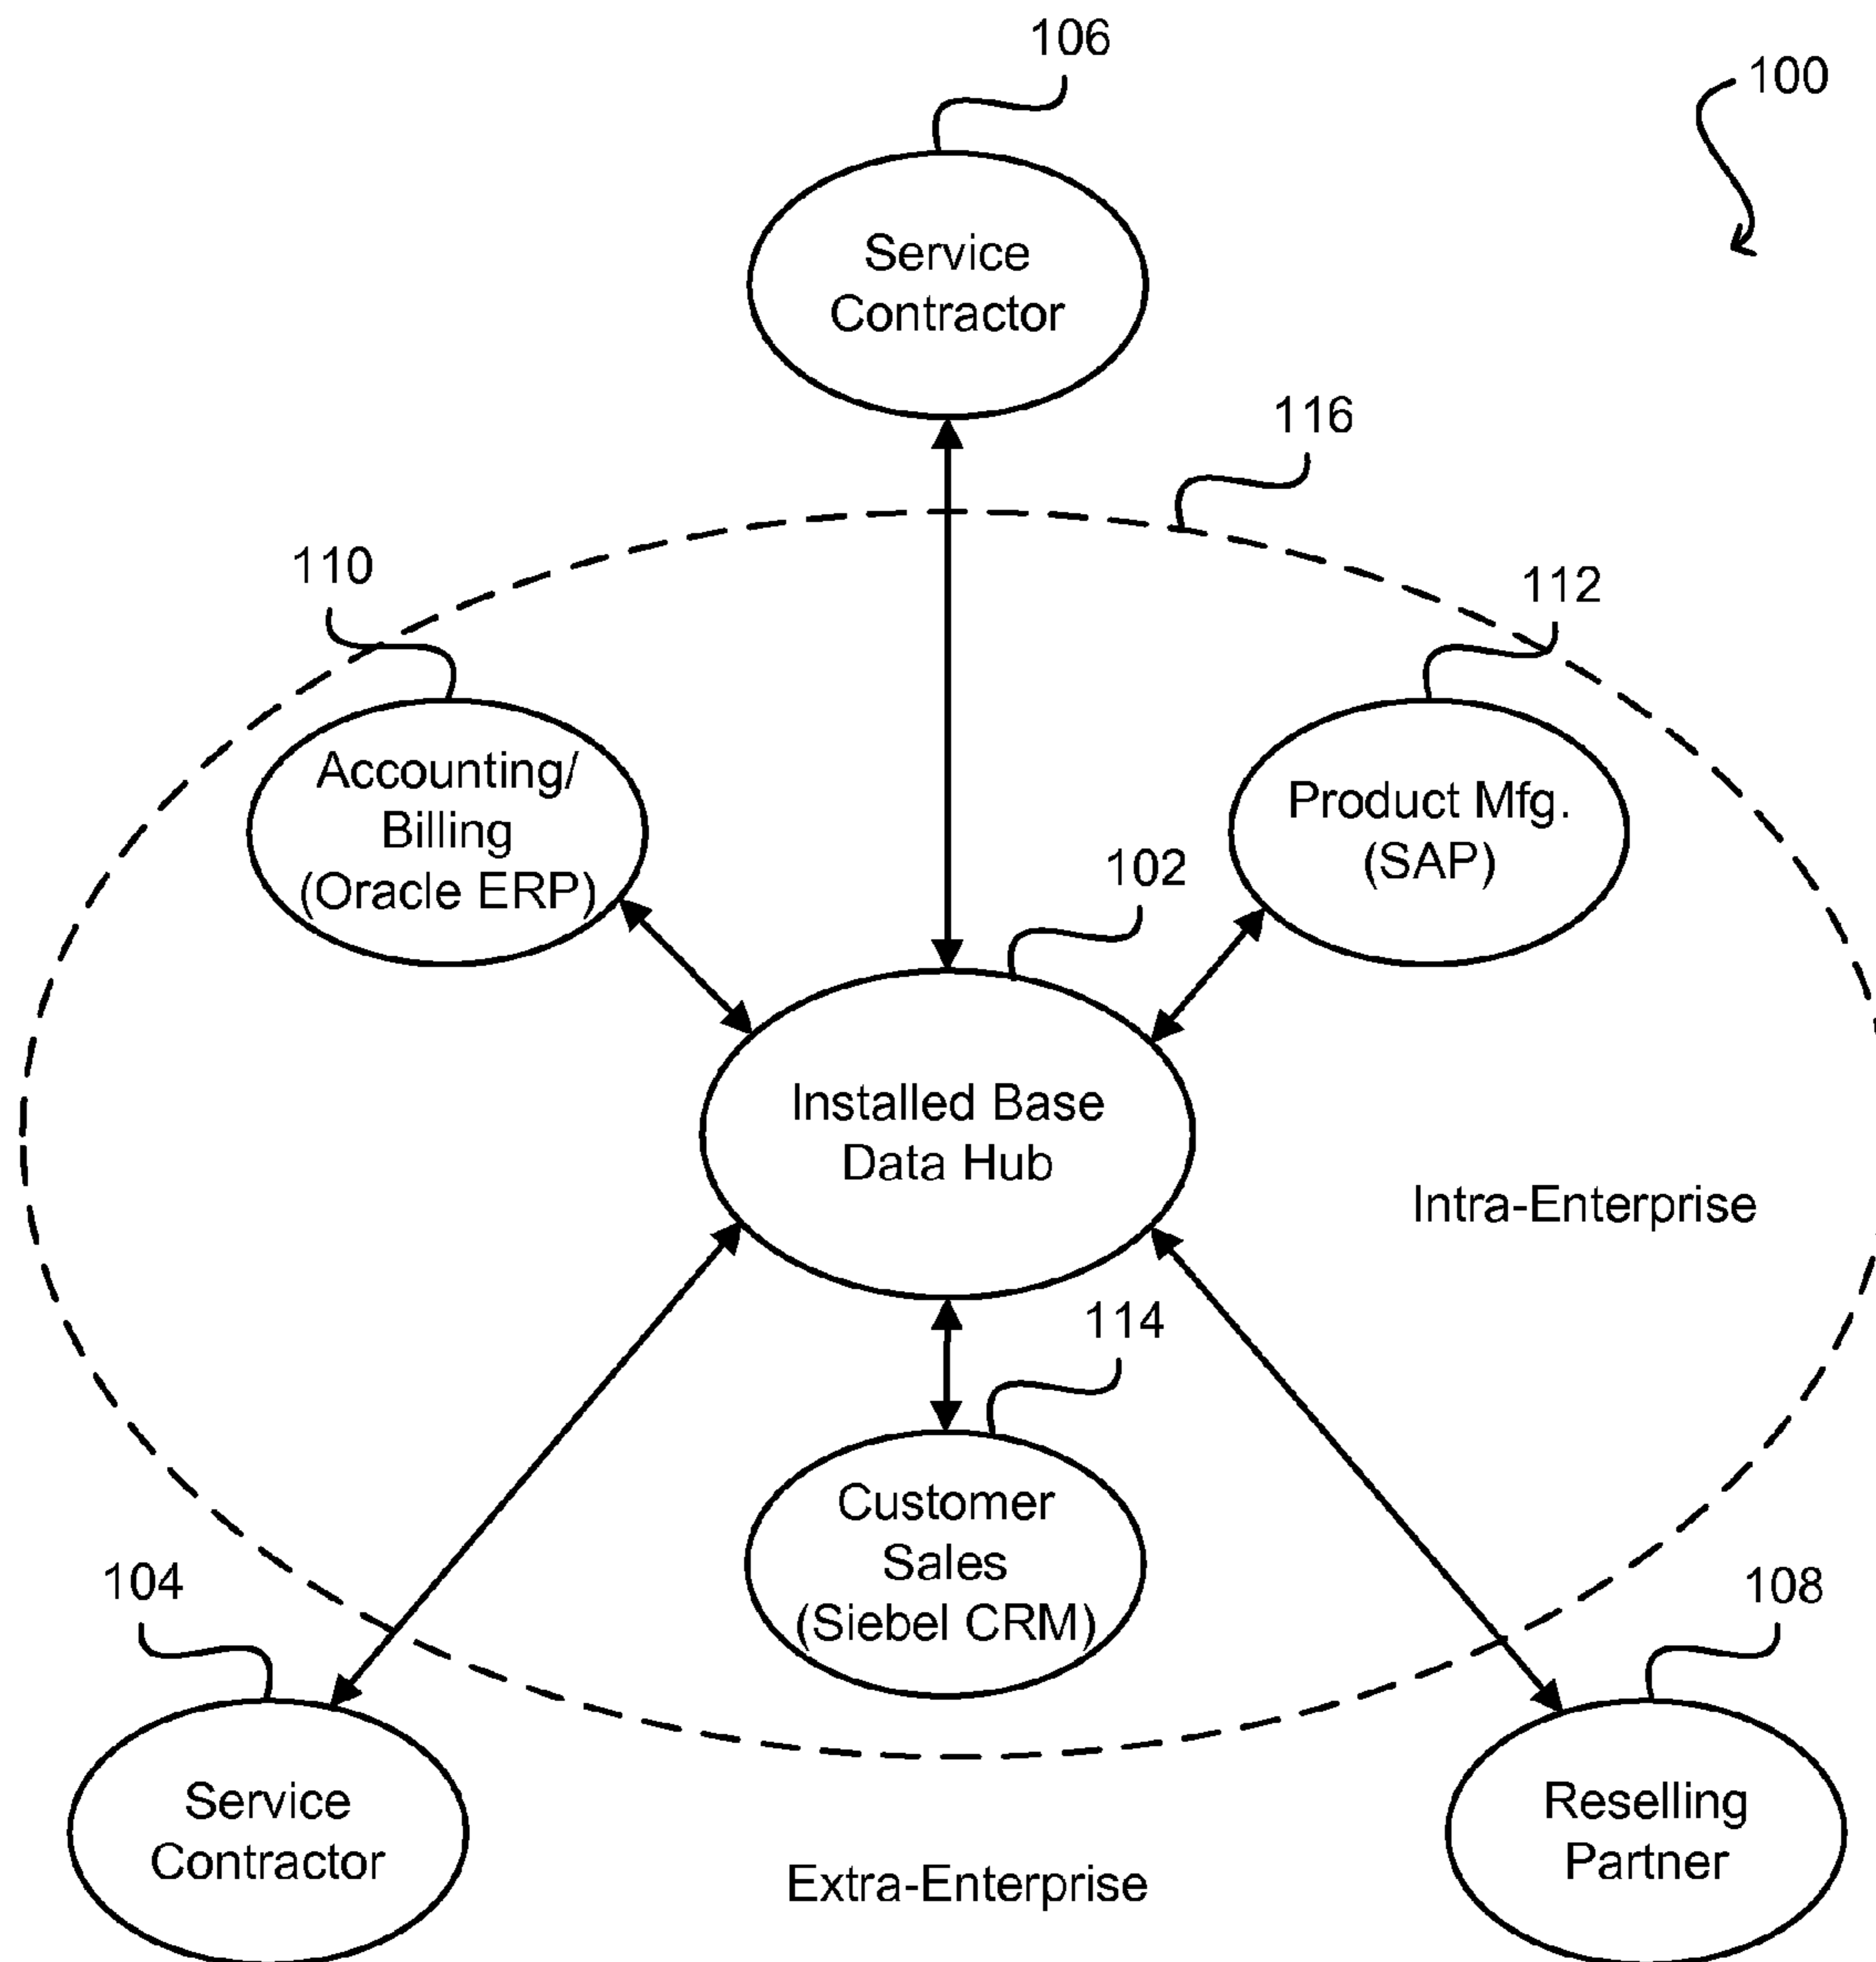 106
100
Service
Contractor
116
110
112
Accounting/
Billing
(Oracle ERP)
Product Mfg.
(SAP)
102
Installed Base
Data Hub
Intra-Enterprise
114
Customer
Sales
(Siebel CRM)
104
108
Service
Contractor
Reselling
Partner
Extra-Enterprise